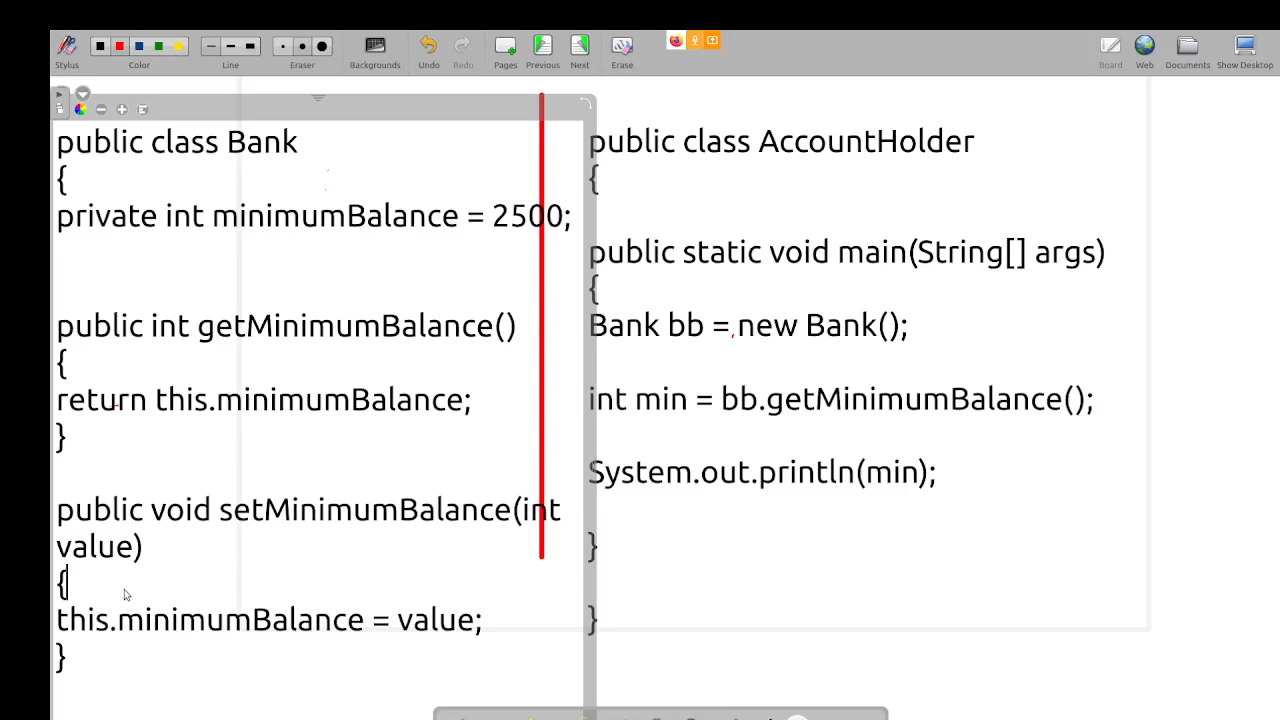 Stylus
Color
Line
Eraser
Backgrounds
Undo
Redo
Pages
Previous
Next
Erase
Board
Web
Documents
Show Desktop
public class Bank
{
private int minimumBalance = 2500;
public int getMinimumBalance()
{
return this.minimumBalance;
}
public void setMinimumBalance(int
value)
{
this.minimumBalance = value;
}
public class AccountHolder
{
public static void main(String[] args)
{
Bank bb = new Bank();
int min = bb.getMinimumBalance();
System.out.println(min);
}
}